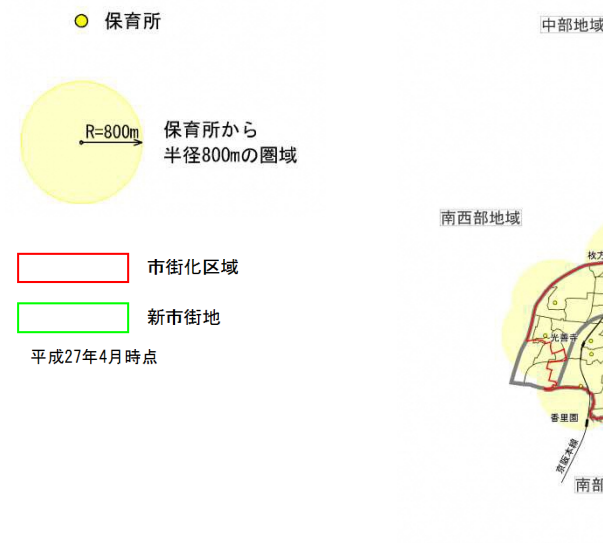 保育所
中部地域
R=800m
保育所から
半径800mの圏域
南西部地域
枚方
市街化区域
新市街地
光善寺
平成27年4月時点
香里園
京阪本線
南部